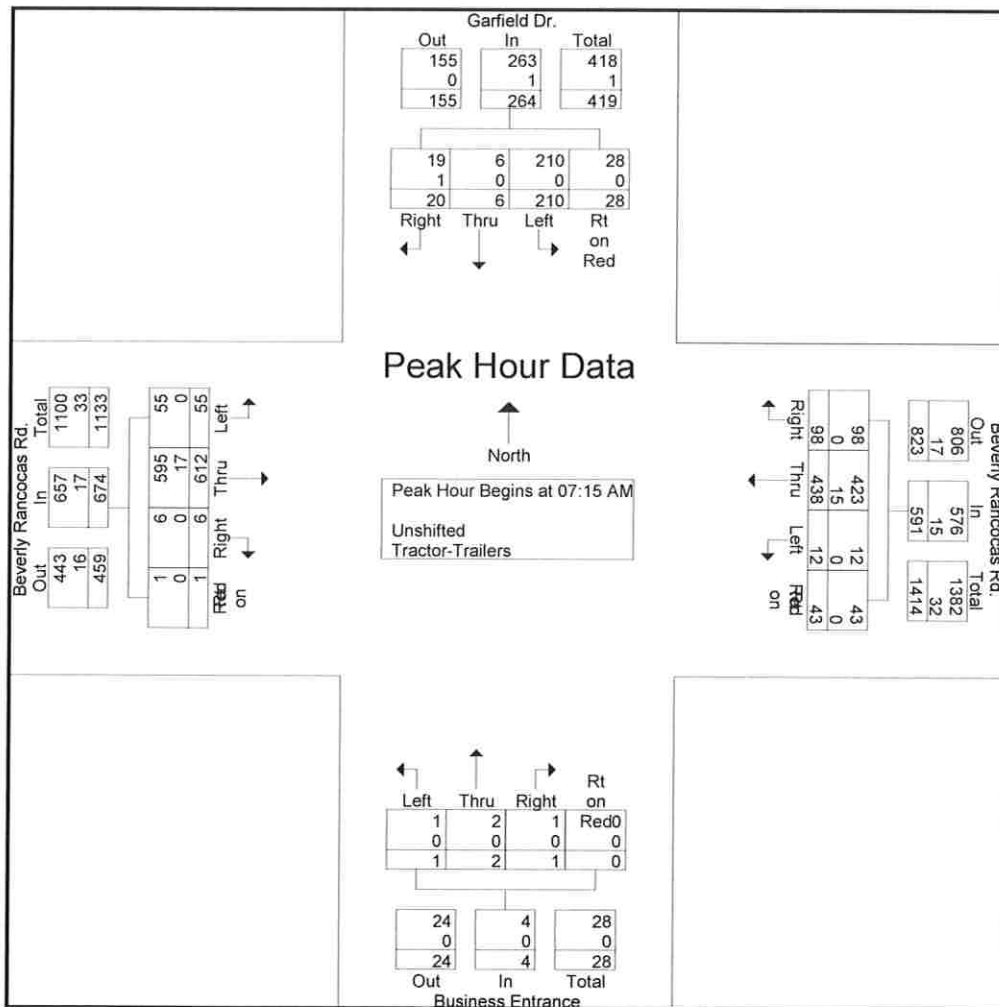 Garfield Dr.
Out In Total
155 263 418
0 1 1
155 264 419
19 6 210 28
1 0 0 0
20 6 210 28
Right Thru Left Rt
on
Red
Peak Hour Data
North
Peak Hour Begins at 07:15 AM
Unshifted
Tractor-Trailers
Beverly Rancocas Rd.
Out In Total
443 657 1100
16 17 33
459 674 1133
1 6 595 55
0 0 17 0
1 6 612 55
Right Thru Left
on
Beverly Rancocas Rd.
Out In Total
806 576 1382
17 15 32
823 591 1414
98 423 12 43
0 15 0 0
98 438 12 43
Right Thru Left
on
Left Thru Right Rt
on
Red
1 2 1 0
0 0 0 0
1 2 1 0
24 4 28
0 0 0
24 4 28
Out In Total
Business Entrance